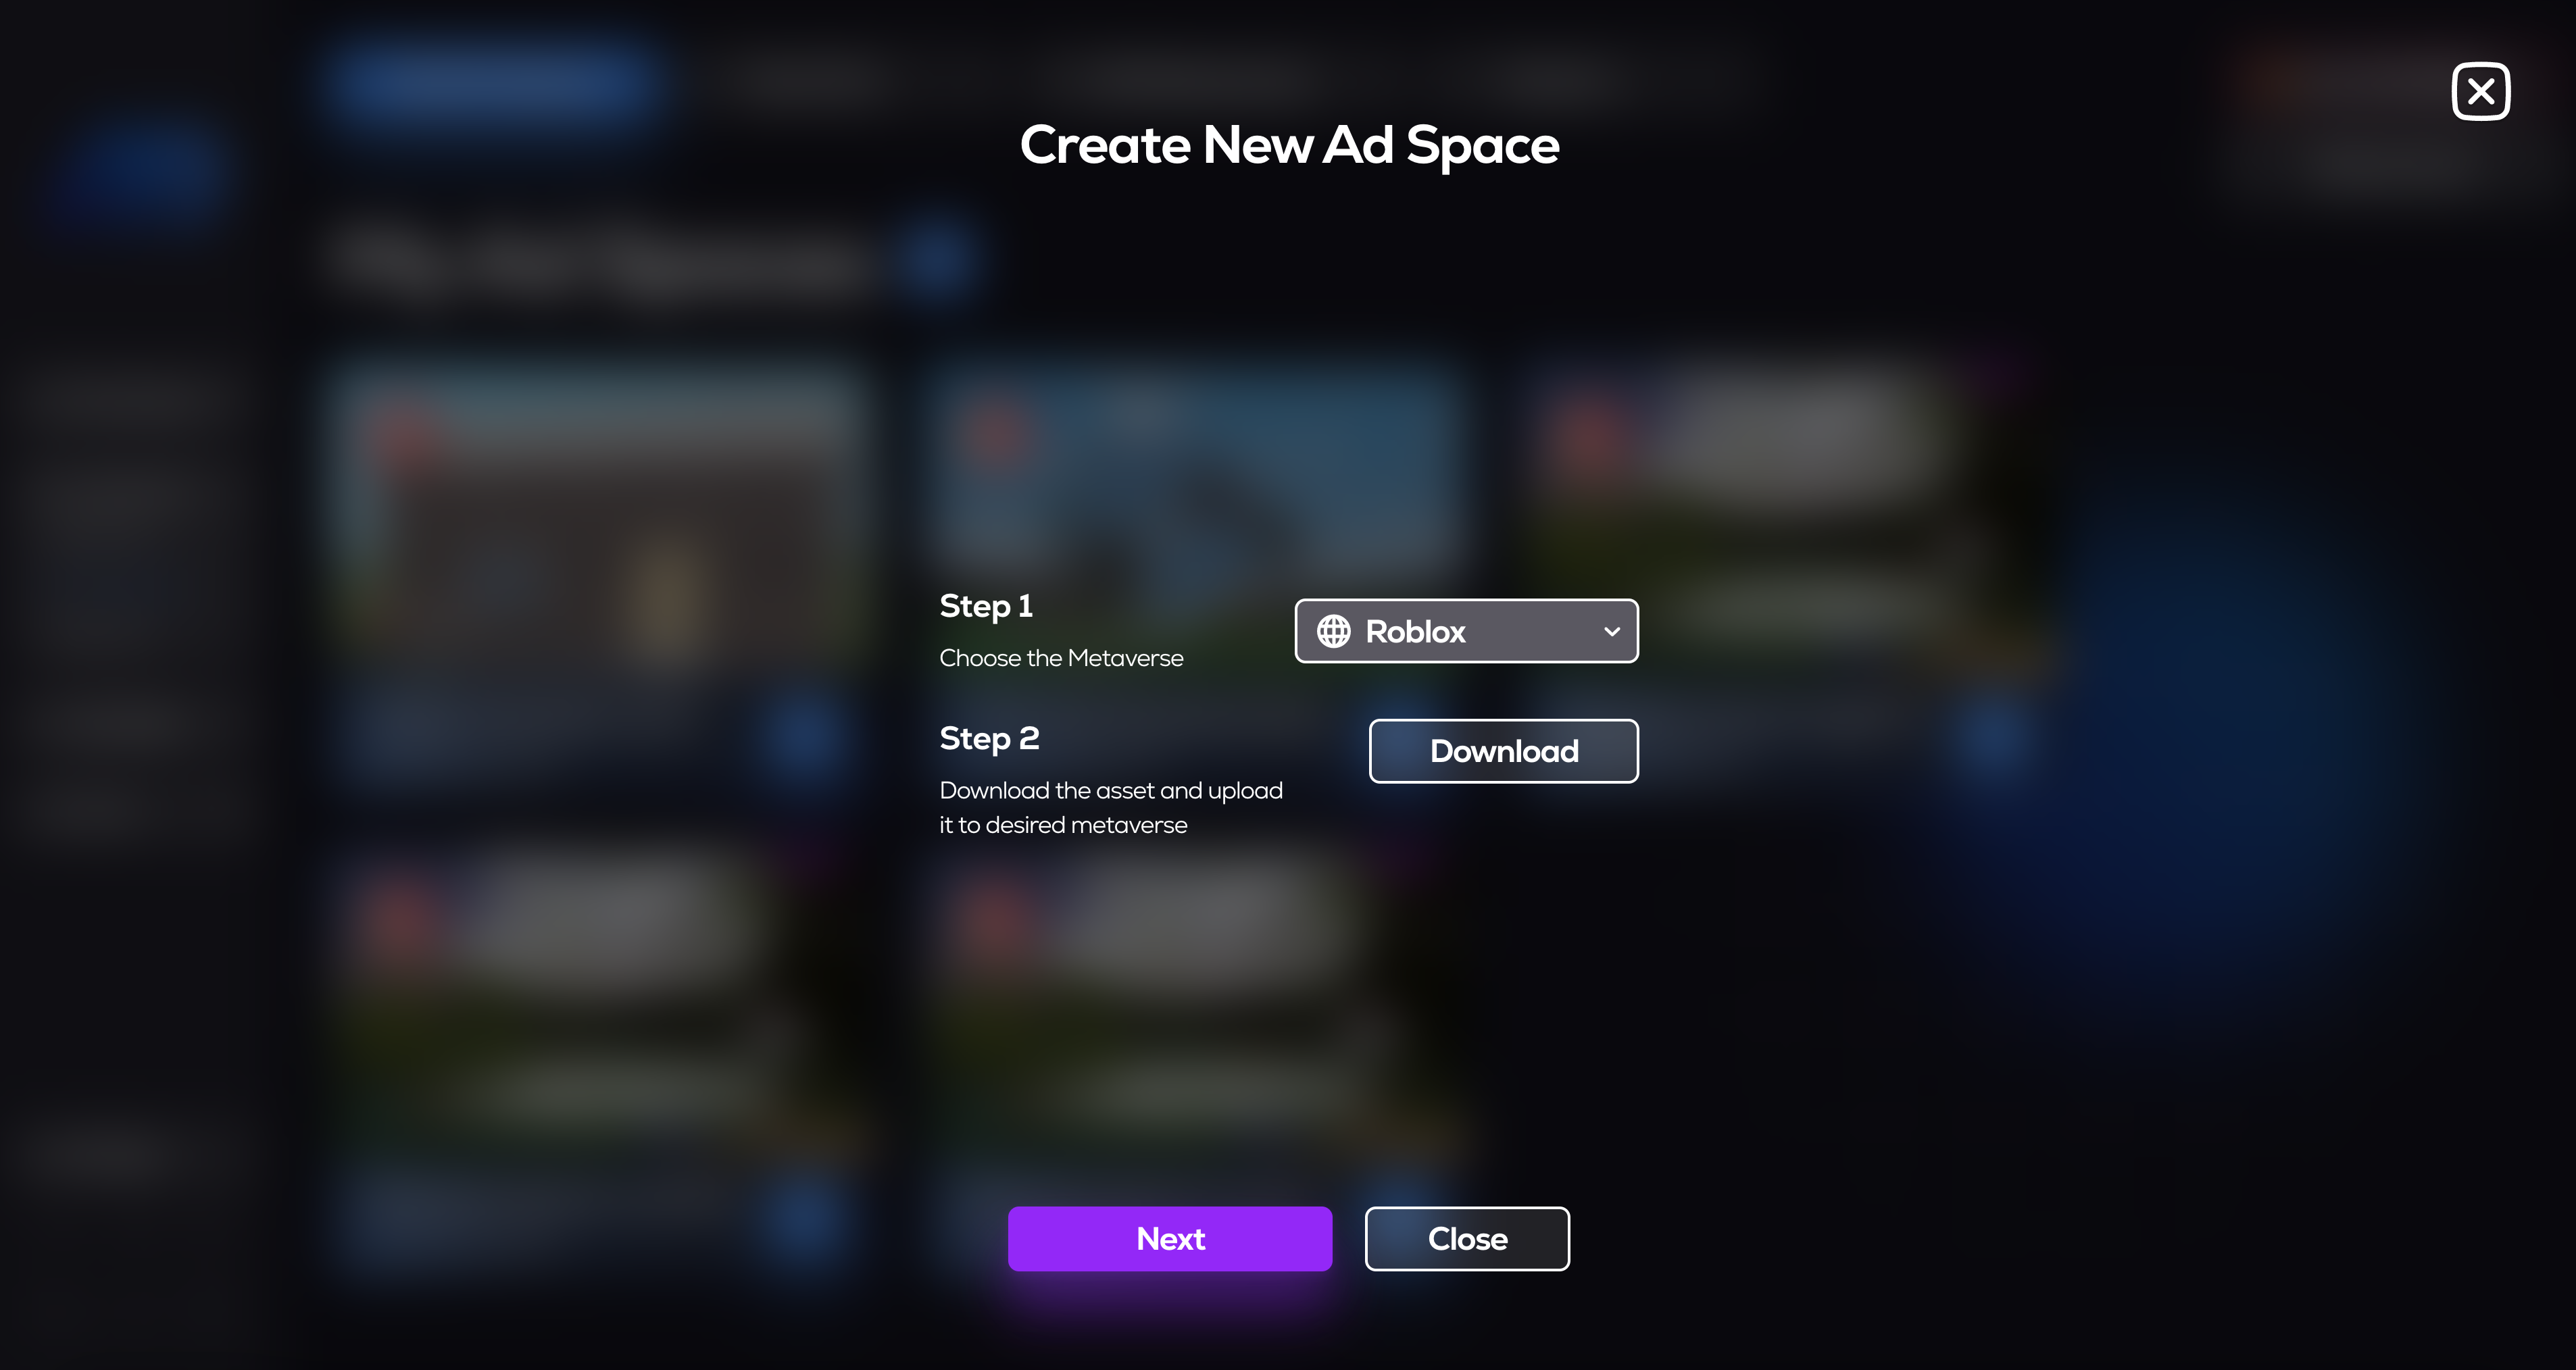 Create New Ad Space
Step 1
Choose the Metaverse
Roblox
Step 2
Download the asset and upload
it to desired metaverse
Download
Next
Close